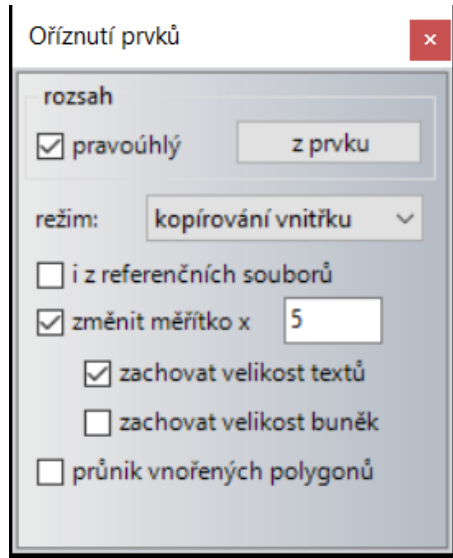 Oříznutí prvků
rozsah
pravoúhlý z prvku
režim: kopírování vnitřku
i z referenčních souborů
změnit měřítko x 5
zachovat velikost textů
zachovat velikost buněk
průnik vnořených polygonů